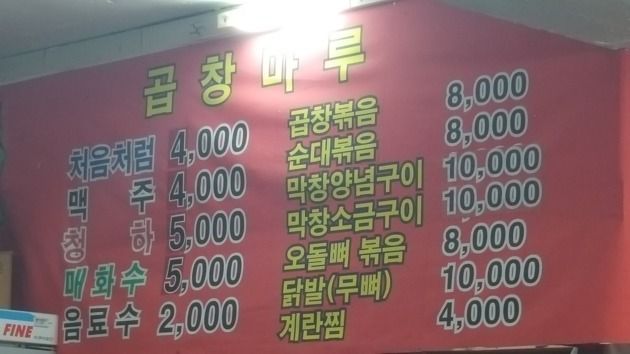 곱창마루
처음처럼 4,000
맥주 4,000
청하 5,000
매화수 5,000
음료수 2,000
곱창볶음 8,000
순대볶음 8,000
막창양념구이 10,000
막창소금구이 10,000
오돌뼈 볶음 8,000
닭발(무뼈) 10,000
계란찜 4,000
FINE